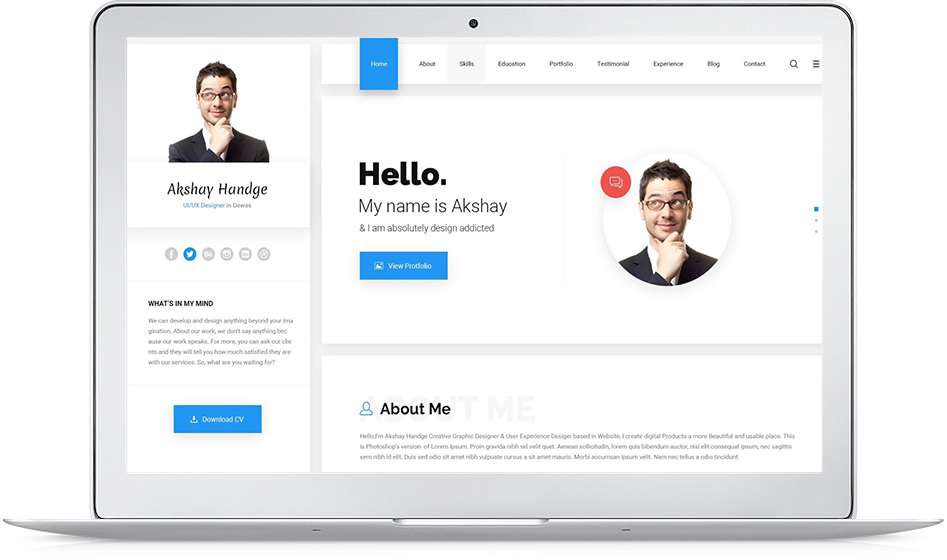 Home
About
Skills
Education
Portfolio
Testimonial
Experience
Blog
Contact
Akshay Handge
UI/UX Designer in Dewas
WHAT'S IN MY MIND
We can develop and design anything beyond your ima
gination. About our work, we don't say anything bec
ause our work speaks. For more, you can ask our clie
nts and they will tell you how much satisfied they are
with our services. So, what are you waiting for?
Download CV
Hello.
My name is Akshay
& I am absolutely design addicted
View Protfolio
ABOUT ME
About Me
Hello,I'm Akshay Handge Creative Graphic Designer & User Experience Desiger based in Website, I create digital Products a more Beautiful and usable place. This
is Photoshop's version of Lorem Ipsum. Proin gravida nibh vel velit quet. Aenean sollicitudin, lorem quis bibendum auctor, nisi elit consequat ipsum, nec sagittis
sem nibh id elit. Duis sed odio sit amet nibh vulputate cursus a sit amet mauris. Morbi accumsan ipsum velit. Nam nec tellus a odio tincidunt.